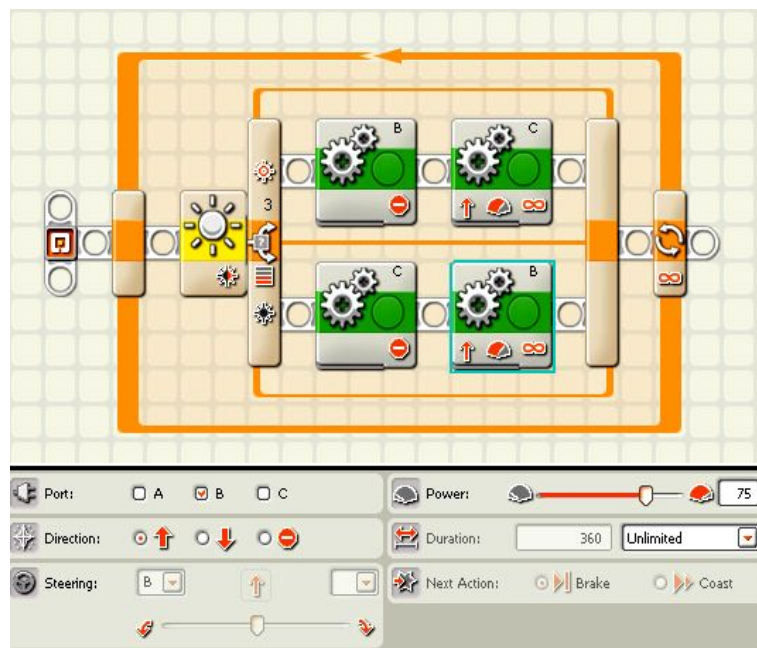 B
C
3
C
B
Port:
A
B
C
Power:
75
Direction:
Duration:
360
Unlimited
Steering:
B
Next Action:
Brake
Coast